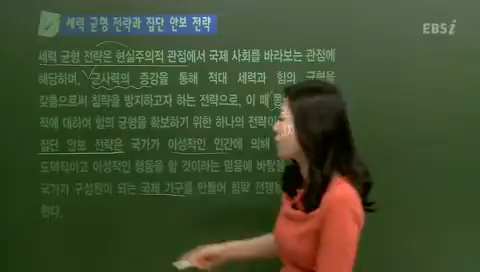 세력 균형 전략과 집단 안보 전략
EBSi
세력 균형 전략은 현실주의적 관점에서 국제 사회를 바라보는 관점에
해당하며, 군사력의 증강을 통해 적대 세력과 힘의 균형을
갖춤으로써 침략을 방지하고자 하는 전략으로, 이 때 동
적에 대하여 힘의 균형을 확보하기 위한 하나의 전략이
집단 안보 전략은 국가가 이성적인 인간에 의해
도덕적이고 이성적인 행동을 할 것이라는 믿음에 바탕을
국가가 구성원이 되는 국제 기구를 만들어 침략 전쟁
한다.